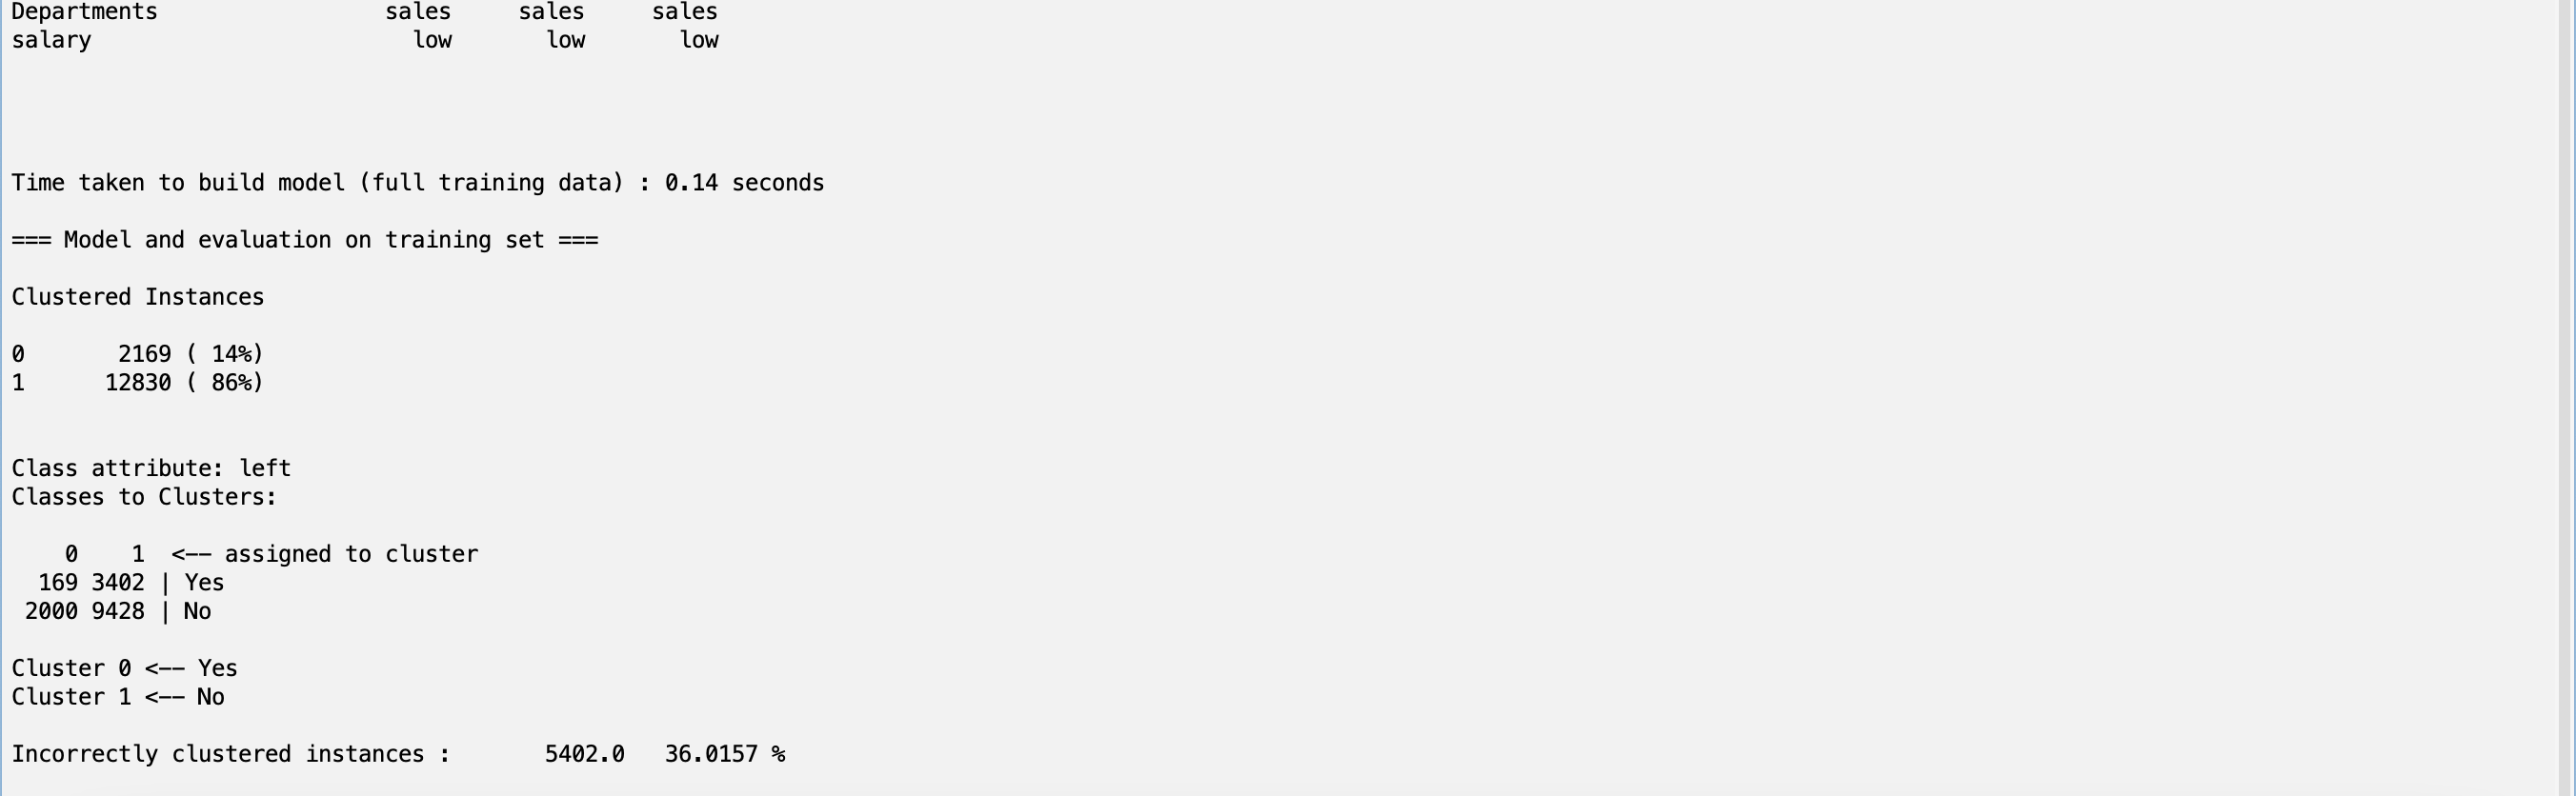 Departments                 sales     sales     sales
salary                        low       low       low
Time taken to build model (full training data) : 0.14 seconds
=== Model and evaluation on training set ===
Clustered Instances
0       2169 ( 14%)
1      12830 ( 86%)
Class attribute: left
Classes to Clusters:
    0    1  <-- assigned to cluster
  169 3402 | Yes
 2000 9428 | No
Cluster 0 <-- Yes
Cluster 1 <-- No
Incorrectly clustered instances :       5402.0   36.0157 %